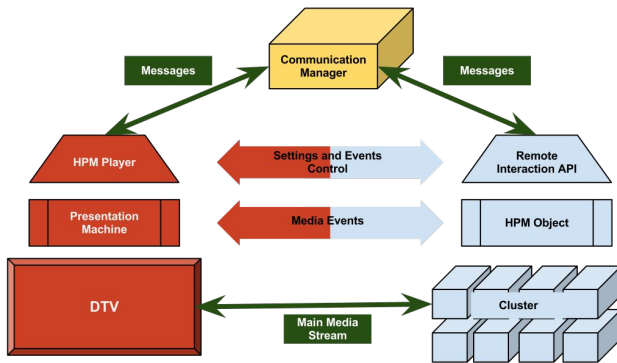 Communication
Manager
Messages
Messages
HPM Player
Settings and Events
Control
Remote
Interaction API
Presentation
Machine
Media Events
HPM Object
DTV
Cluster
Main Media
Stream